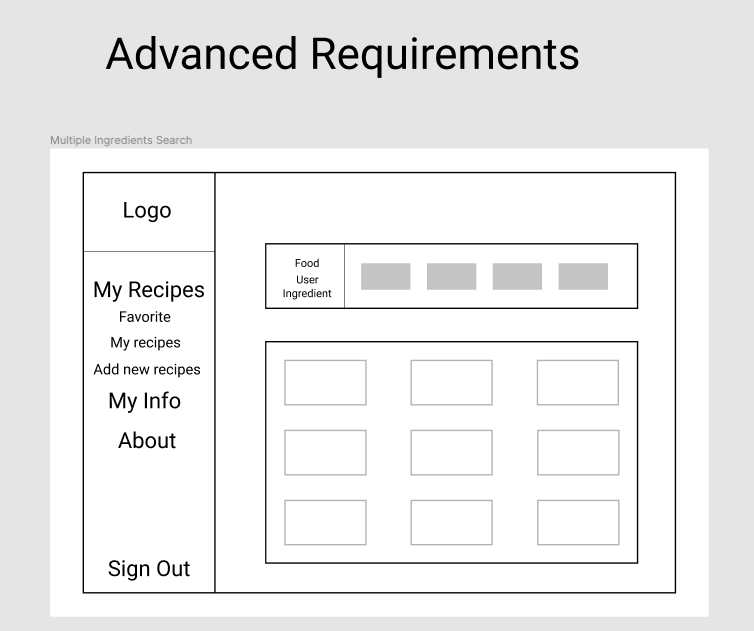 Advanced Requirements
Multiple Ingredients Search
Logo
My Recipes
Favorite
My recipes
Add new recipes
My Info
About
Sign Out
Food
User
Ingredient